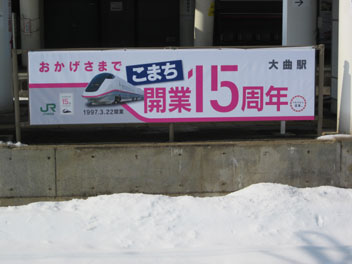 おかげさまで
こまち
開業15周年
大曲駅
JR
1997.3.22開業